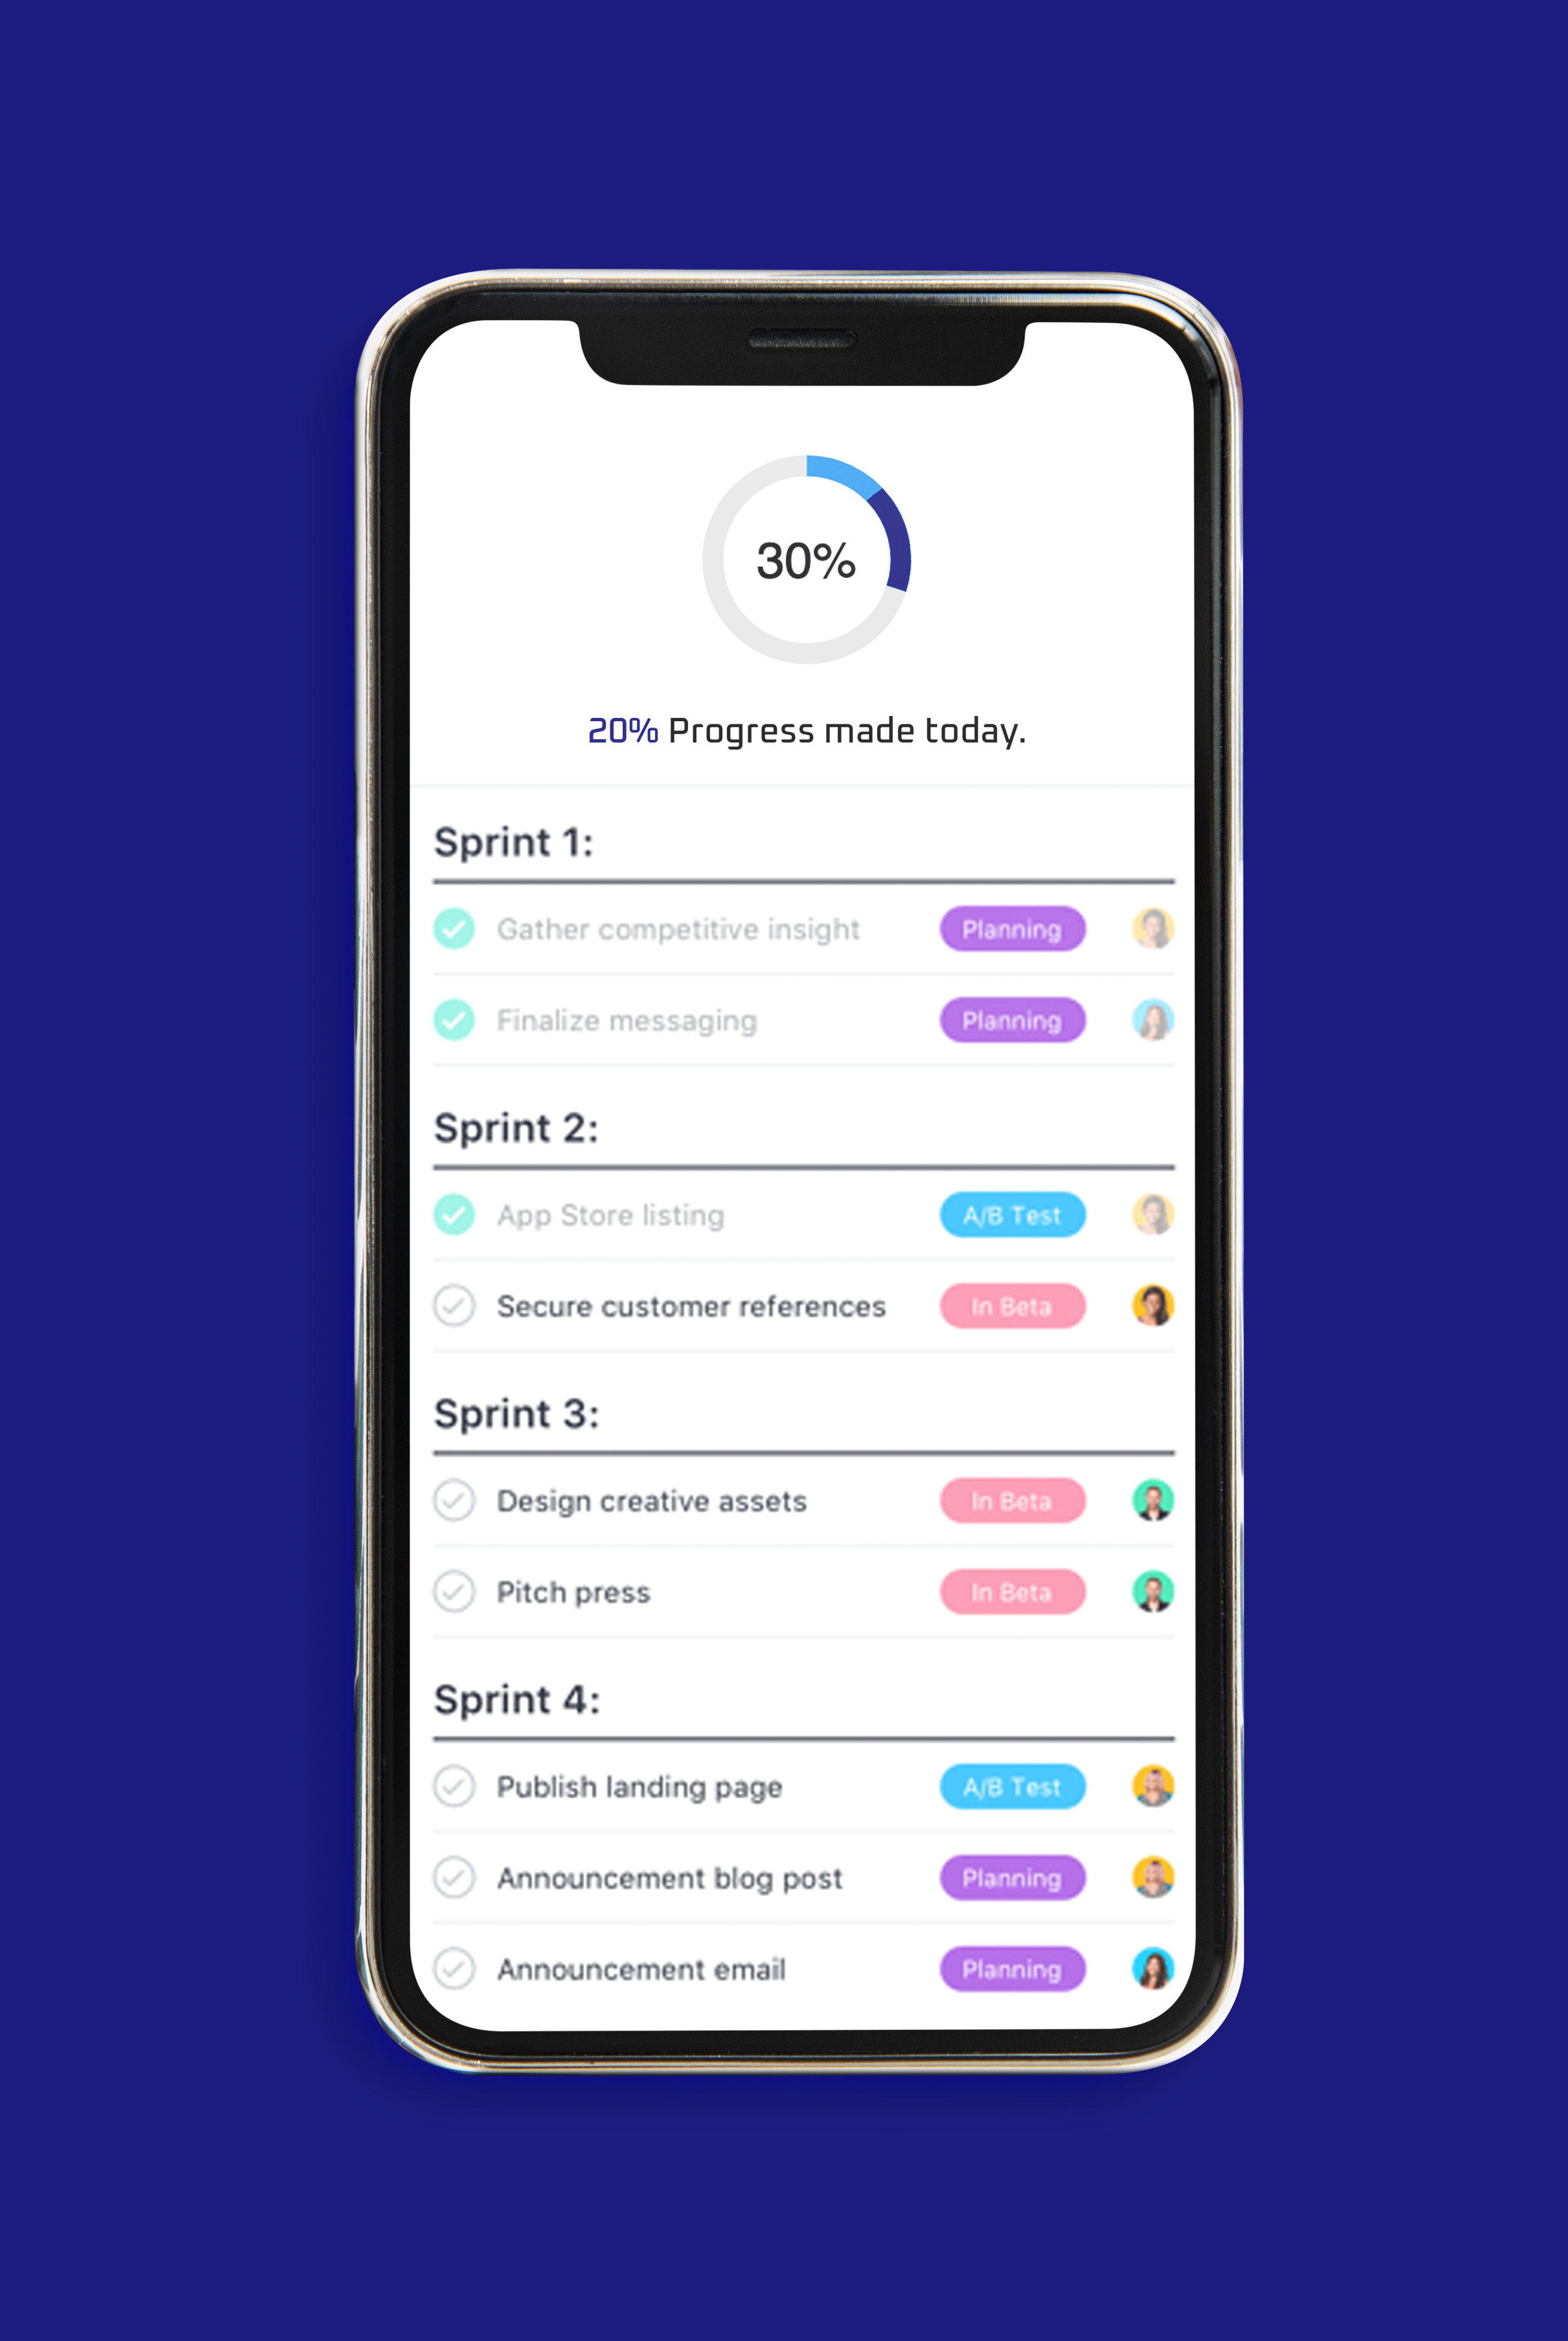 30%
20% Progress made today.
Sprint 1:
Gather competitive insight Planning
Finalize messaging Planning
Sprint 2:
App Store listing A/B Test
Secure customer references In Beta
Sprint 3:
Design creative assets In Beta
Pitch press In Beta
Sprint 4:
Publish landing page A/B Test
Announcement blog post Planning
Announcement email Planning